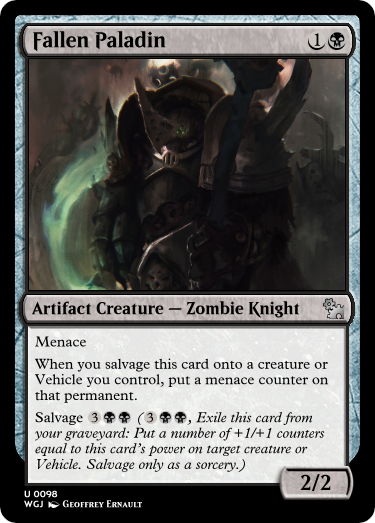 Fallen Paladin 1
Artifact Creature — Zombie Knight
Menace
When you salvage this card onto a creature or
Vehicle you control, put a menace counter on
that permanent.
Salvage 3 (3, Exile this card from
your graveyard: Put a number of +1/+1 counters
equal to this card's power on target creature or
Vehicle. Salvage only as a sorcery.)
2/2
U 0098
WGJ Geoffrey Ernault